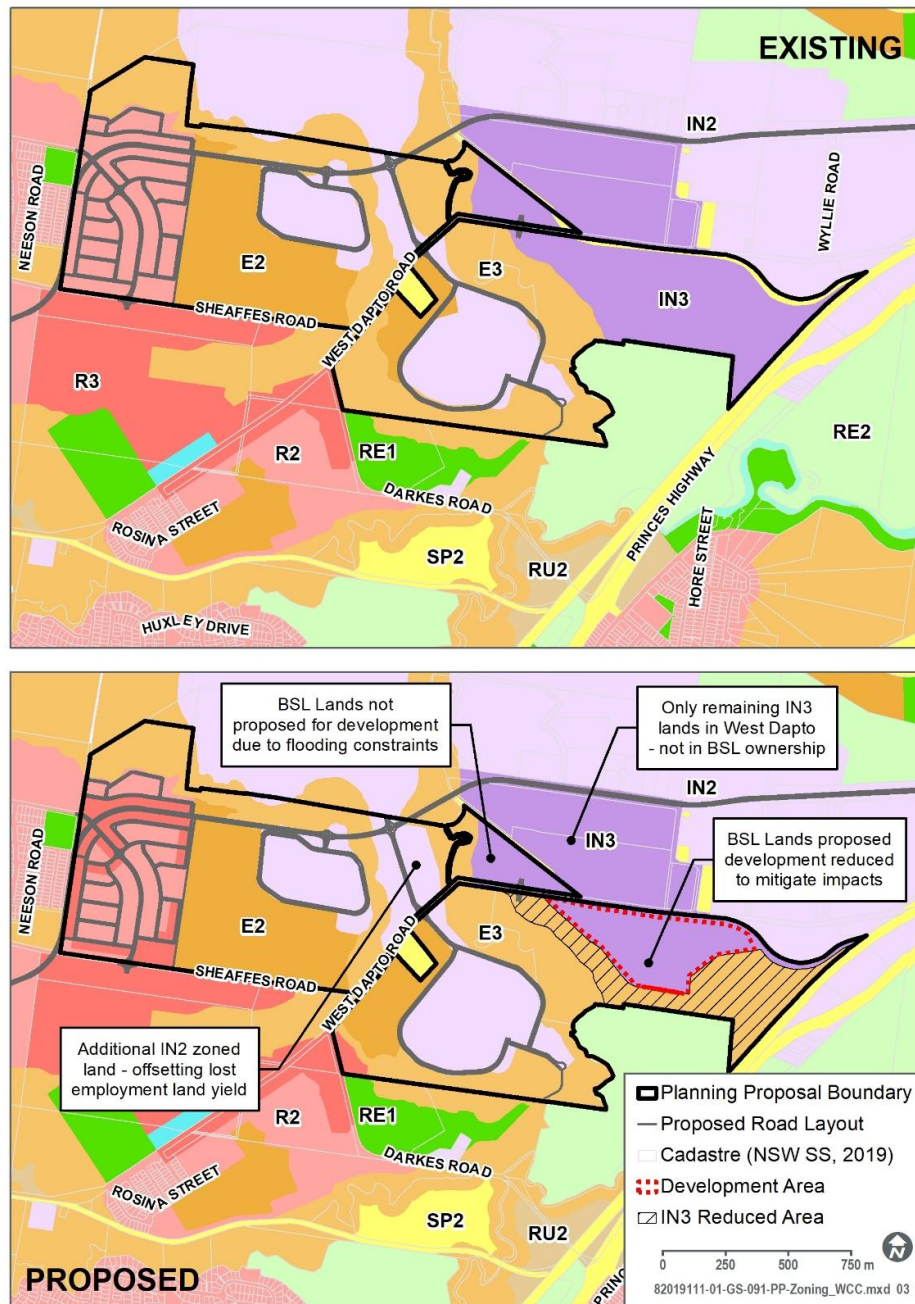 EXISTING
IN2
WYLLIE ROAD
NEESON ROAD
E2
E3
WEST DAPTO ROAD
IN3
SHEAFFES ROAD
R3
RE2
R2
RE1
DARKES ROAD
PRINCES HIGHWAY
ROSINA STREET
SP2
RU2
HORE STREET
HUXLEY DRIVE
BSL Lands not
proposed for development
due to flooding constraints
Only remaining IN3
lands in West Dapto
- not in BSL ownership
IN2
IN3
BSL Lands proposed
development reduced
to mitigate impacts
NEESON ROAD
E2
E3
WEST DAPTO ROAD
SHEAFFES ROAD
Additional IN2 zoned
land - offsetting lost
employment land yield
R2
RE1
DARKES ROAD
ROSINA STREET
SP2
RU2
PRINC
Planning Proposal Boundary
Proposed Road Layout
Cadastre (NSW SS, 2019)
Development Area
IN3 Reduced Area
N
0 250 500 750 m
82019111-01-GS-091-PP-Zoning_WCC.mxd 03
PROPOSED